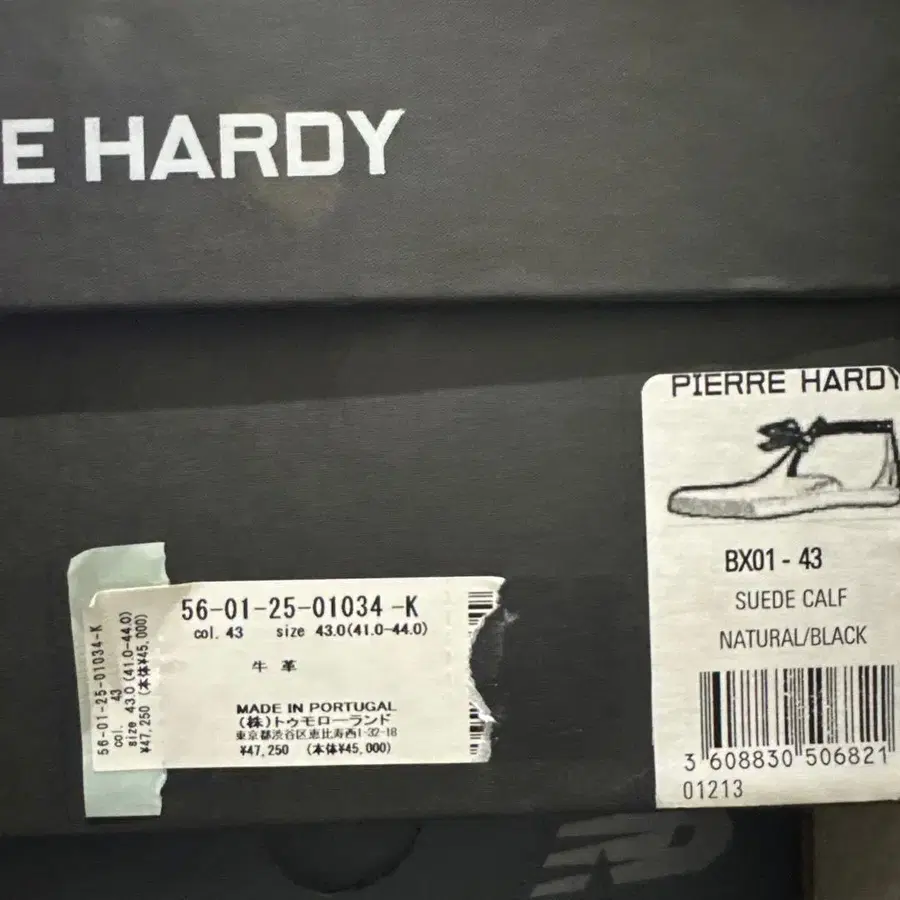 E HARDY
PIERRE HARDY
BX01 - 43
SUEDE CALF
NATURAL/BLACK
3 608830 506821
01213
56-01-25-01034 -K
col. 43 size 43.0(41.0-44.0)
牛 革
MADE IN PORTUGAL
(株)トゥモローランド
東京都渋谷区恵比寿西1-32-18
¥47,250 (本体¥45,000)
56-01-25-01034-K
col. 43
size 43.0 (41.0-44.0)
¥47,250 (本体¥45,000)